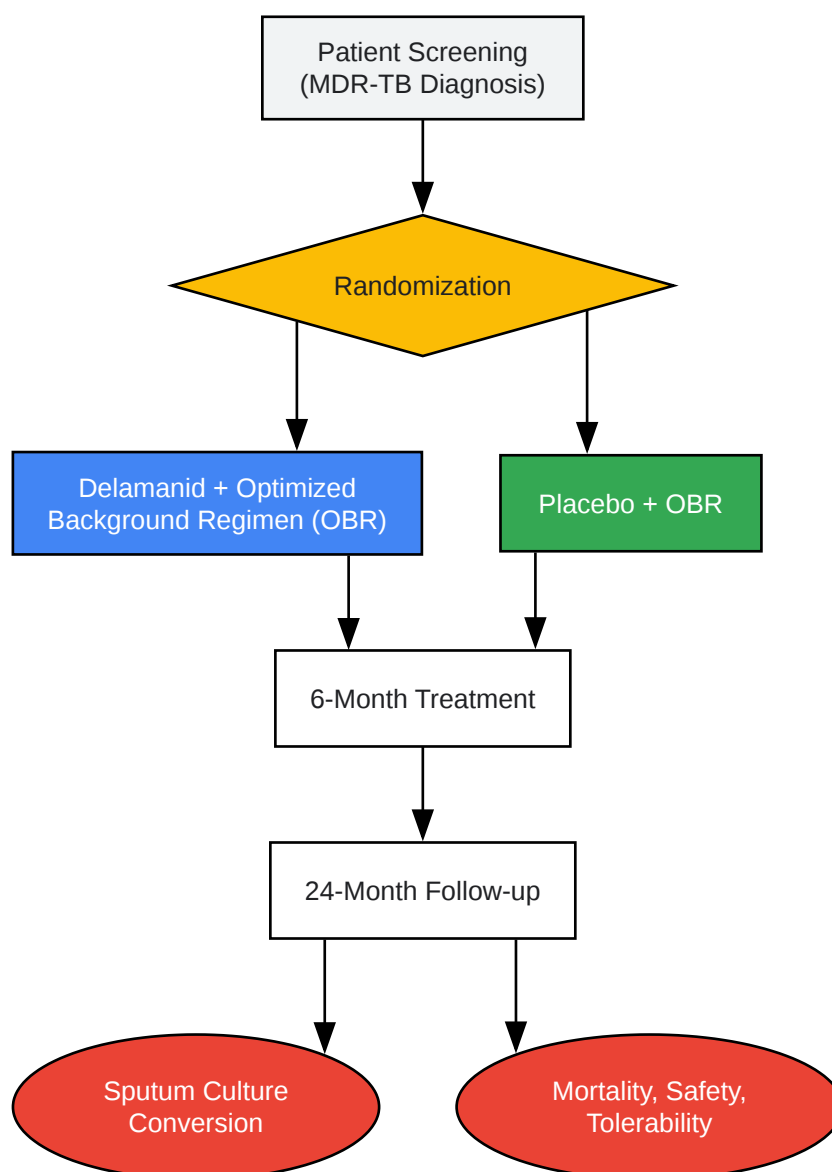 Patient Screening
(MDR-TB Diagnosis)
Randomization
Delamanid + Optimized
Background Regimen (OBR)
Placebo + OBR
6-Month Treatment
24-Month Follow-up
Sputum Culture
Conversion
Mortality, Safety,
Tolerability